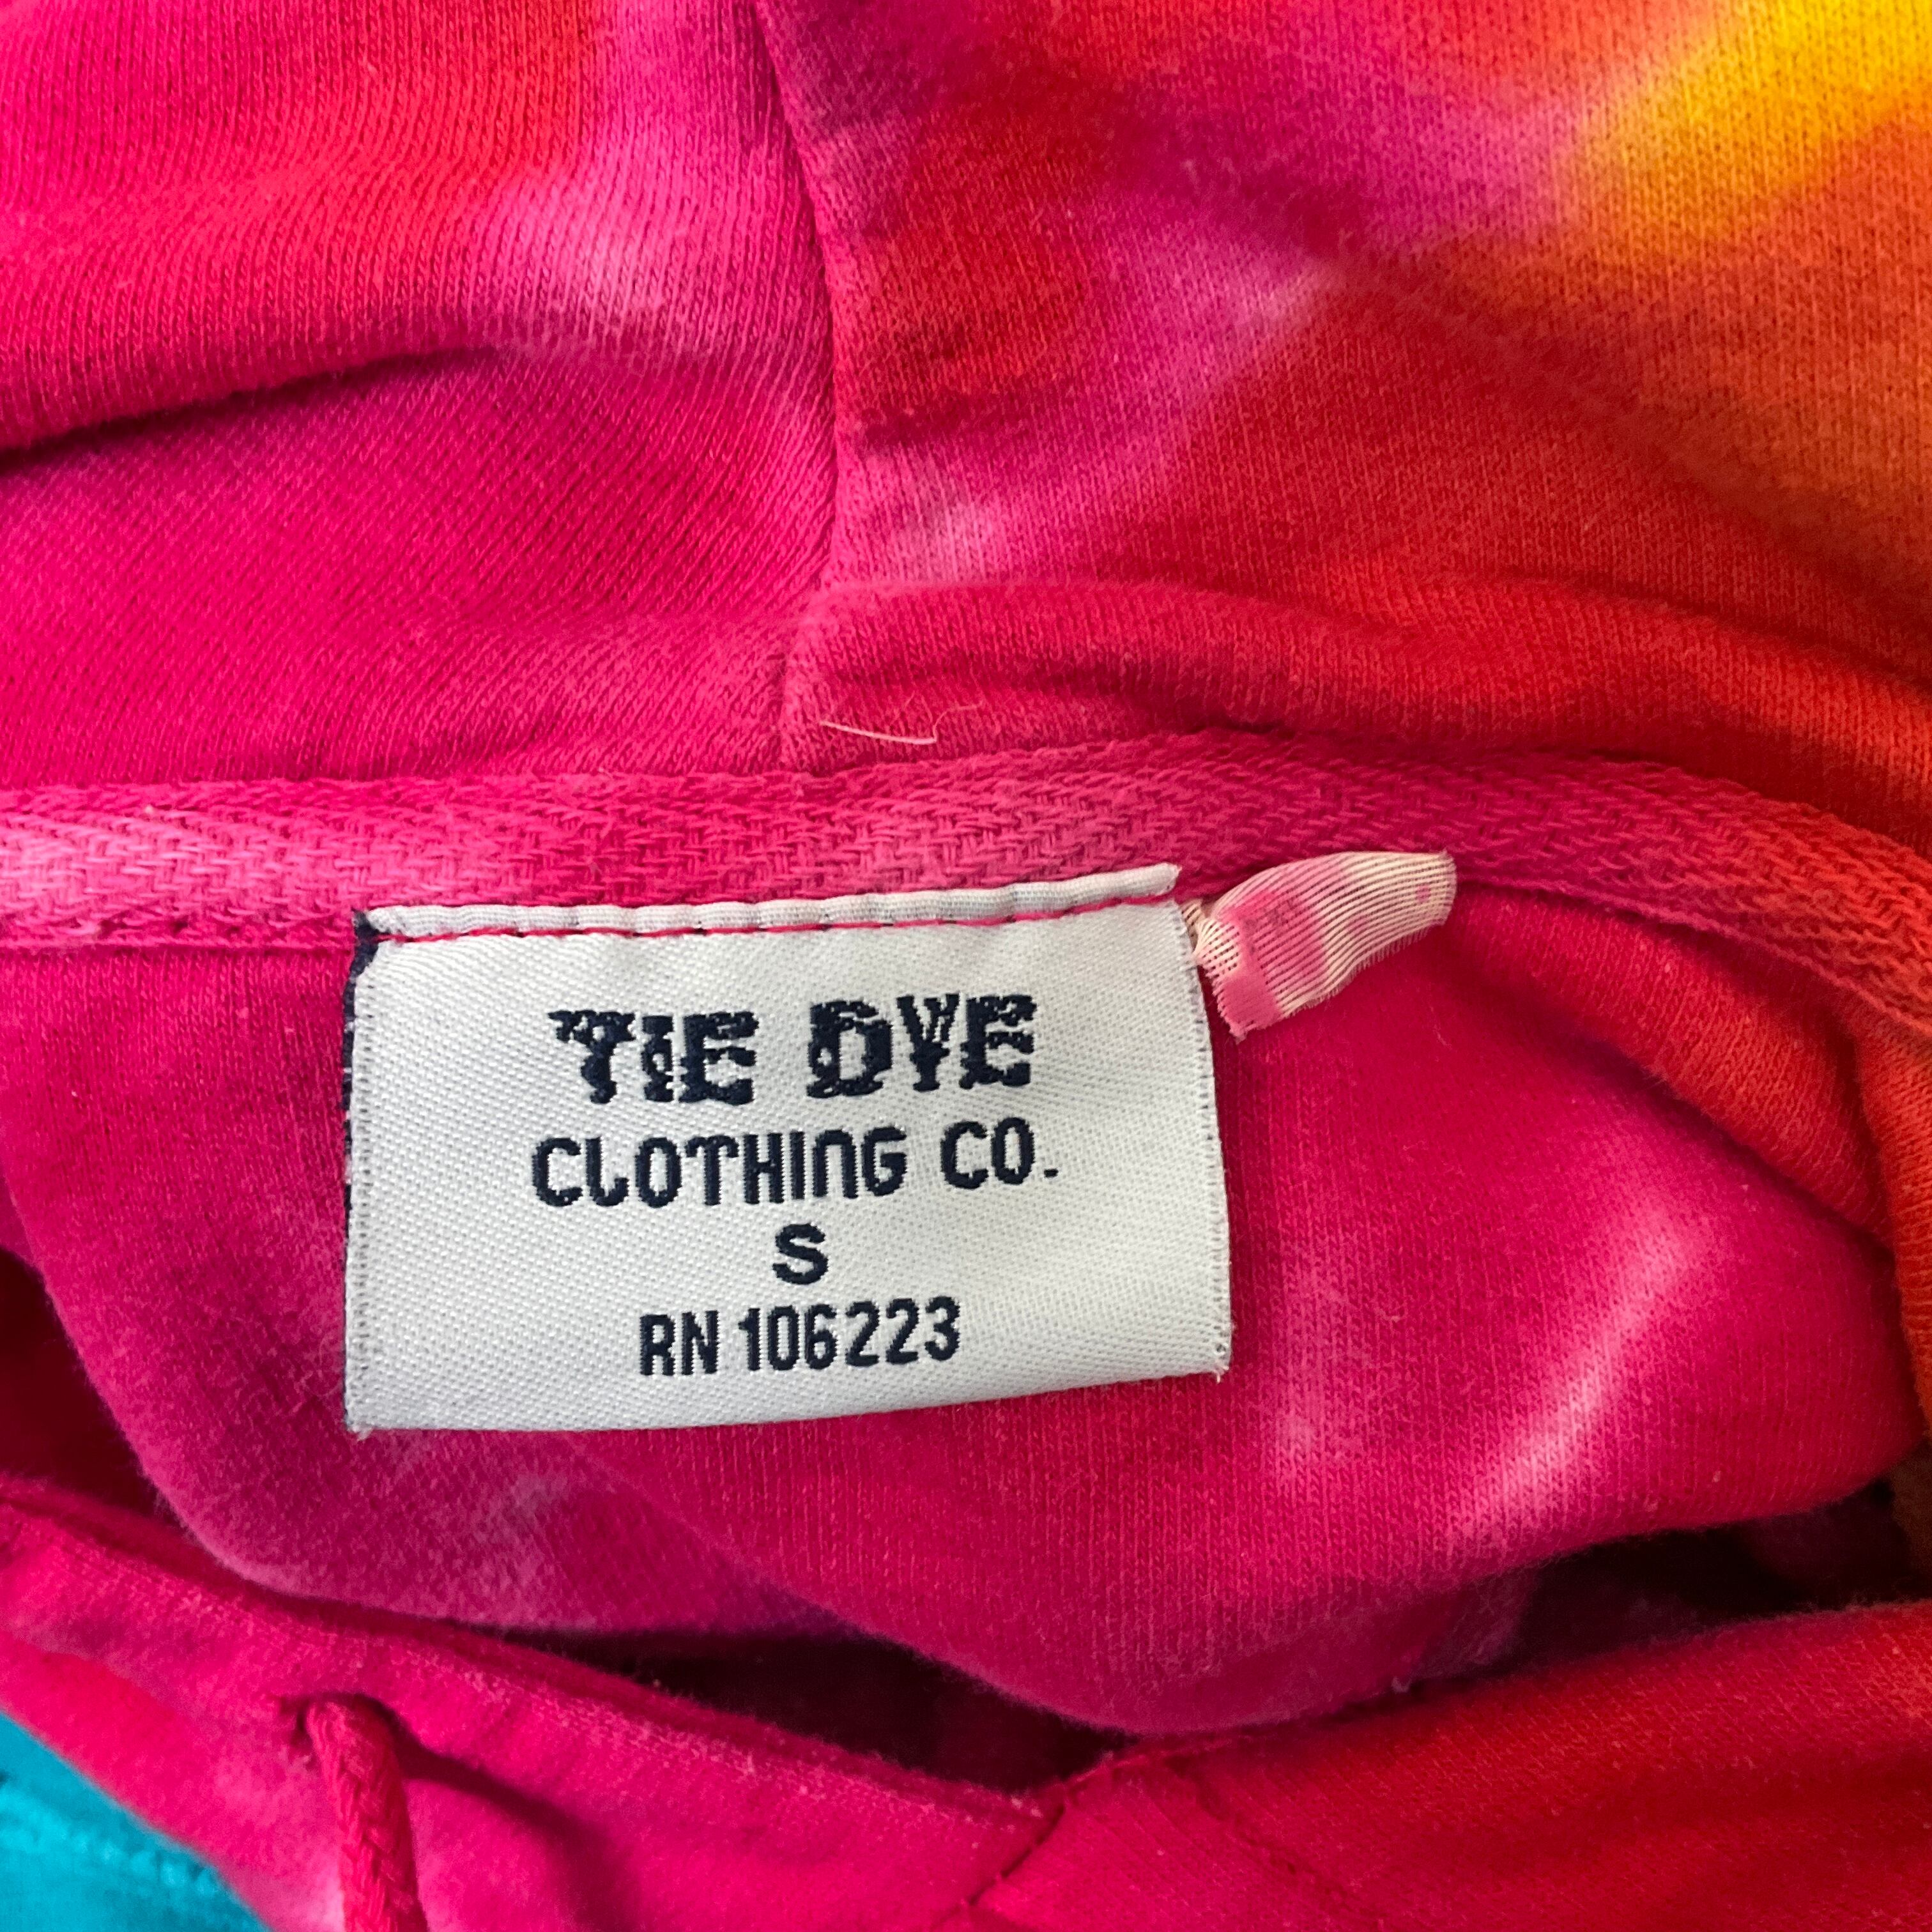 TIE DYE
CLOTHING CO.
S
RN 106223